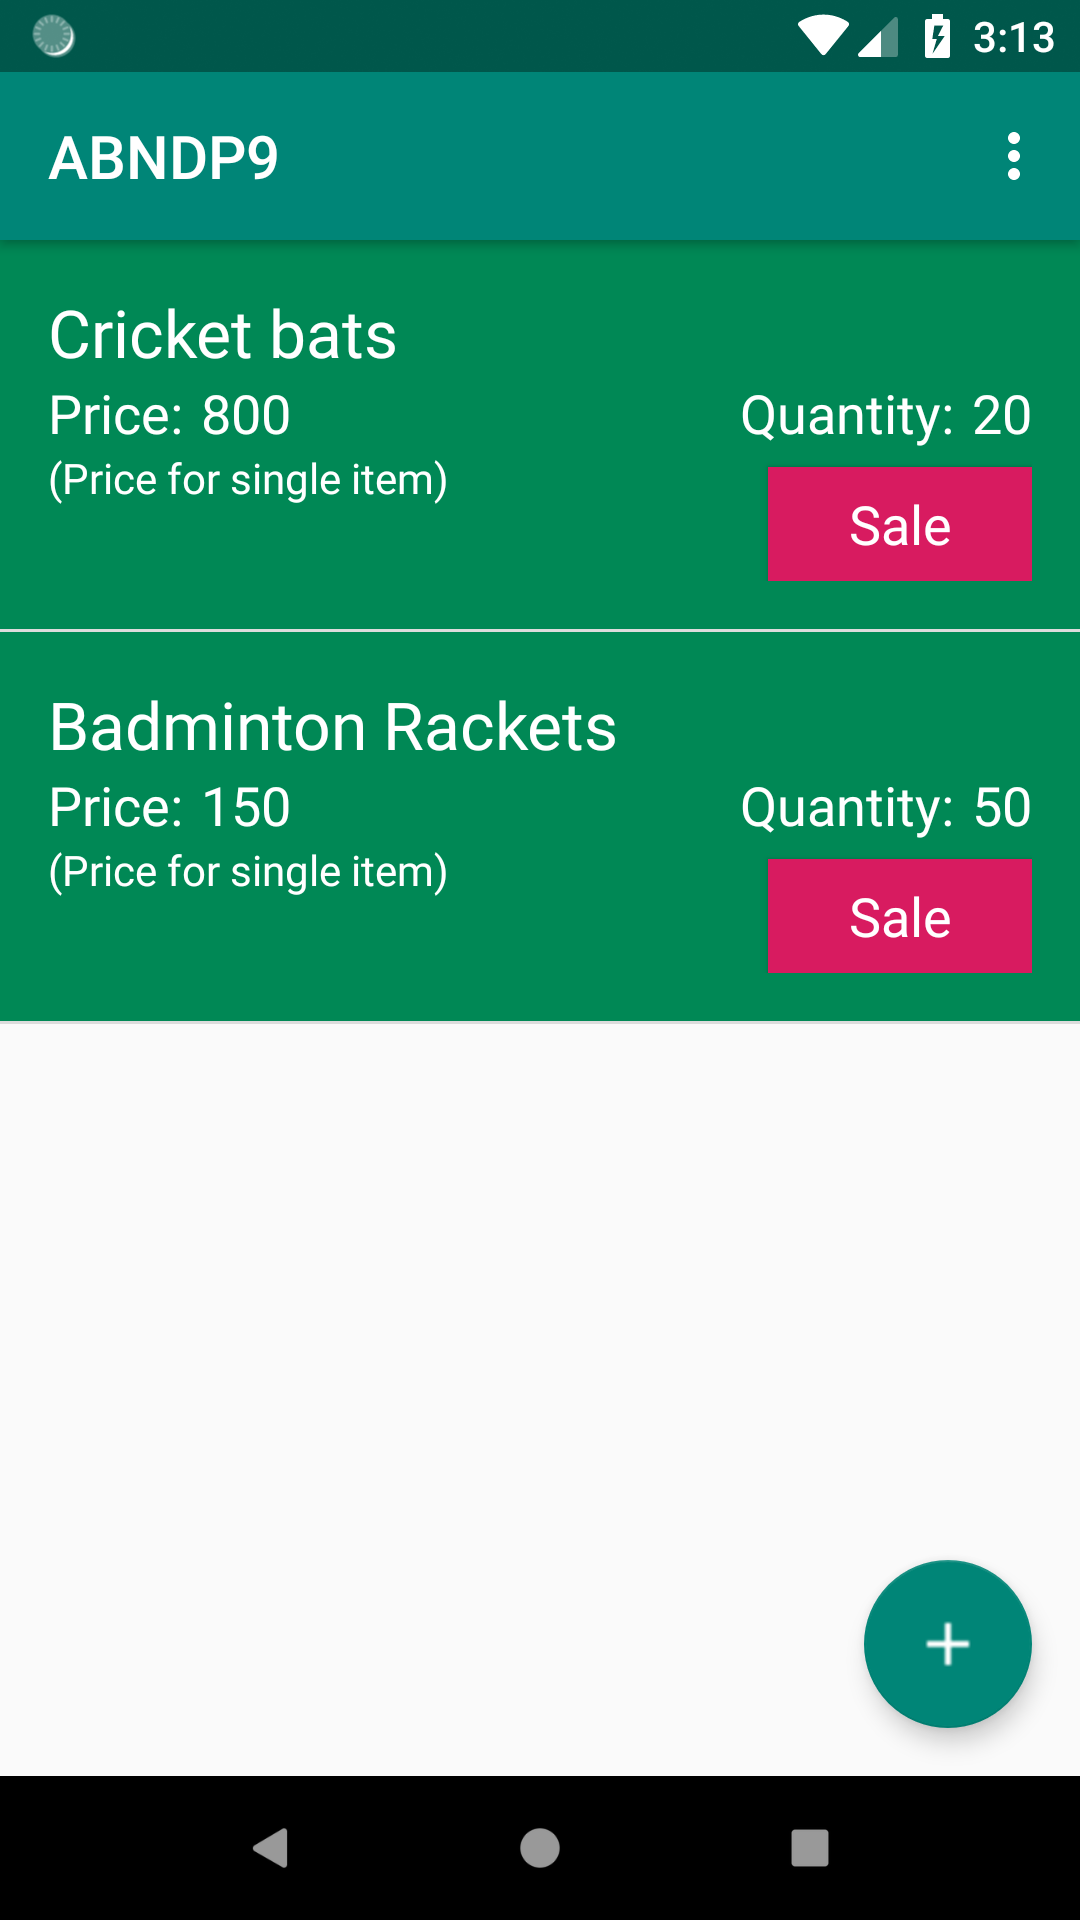 3:13
ABNDP9
Cricket bats
Price: 800 Quantity: 20
(Price for single item)
Sale
Badminton Rackets
Price: 150 Quantity: 50
(Price for single item)
Sale